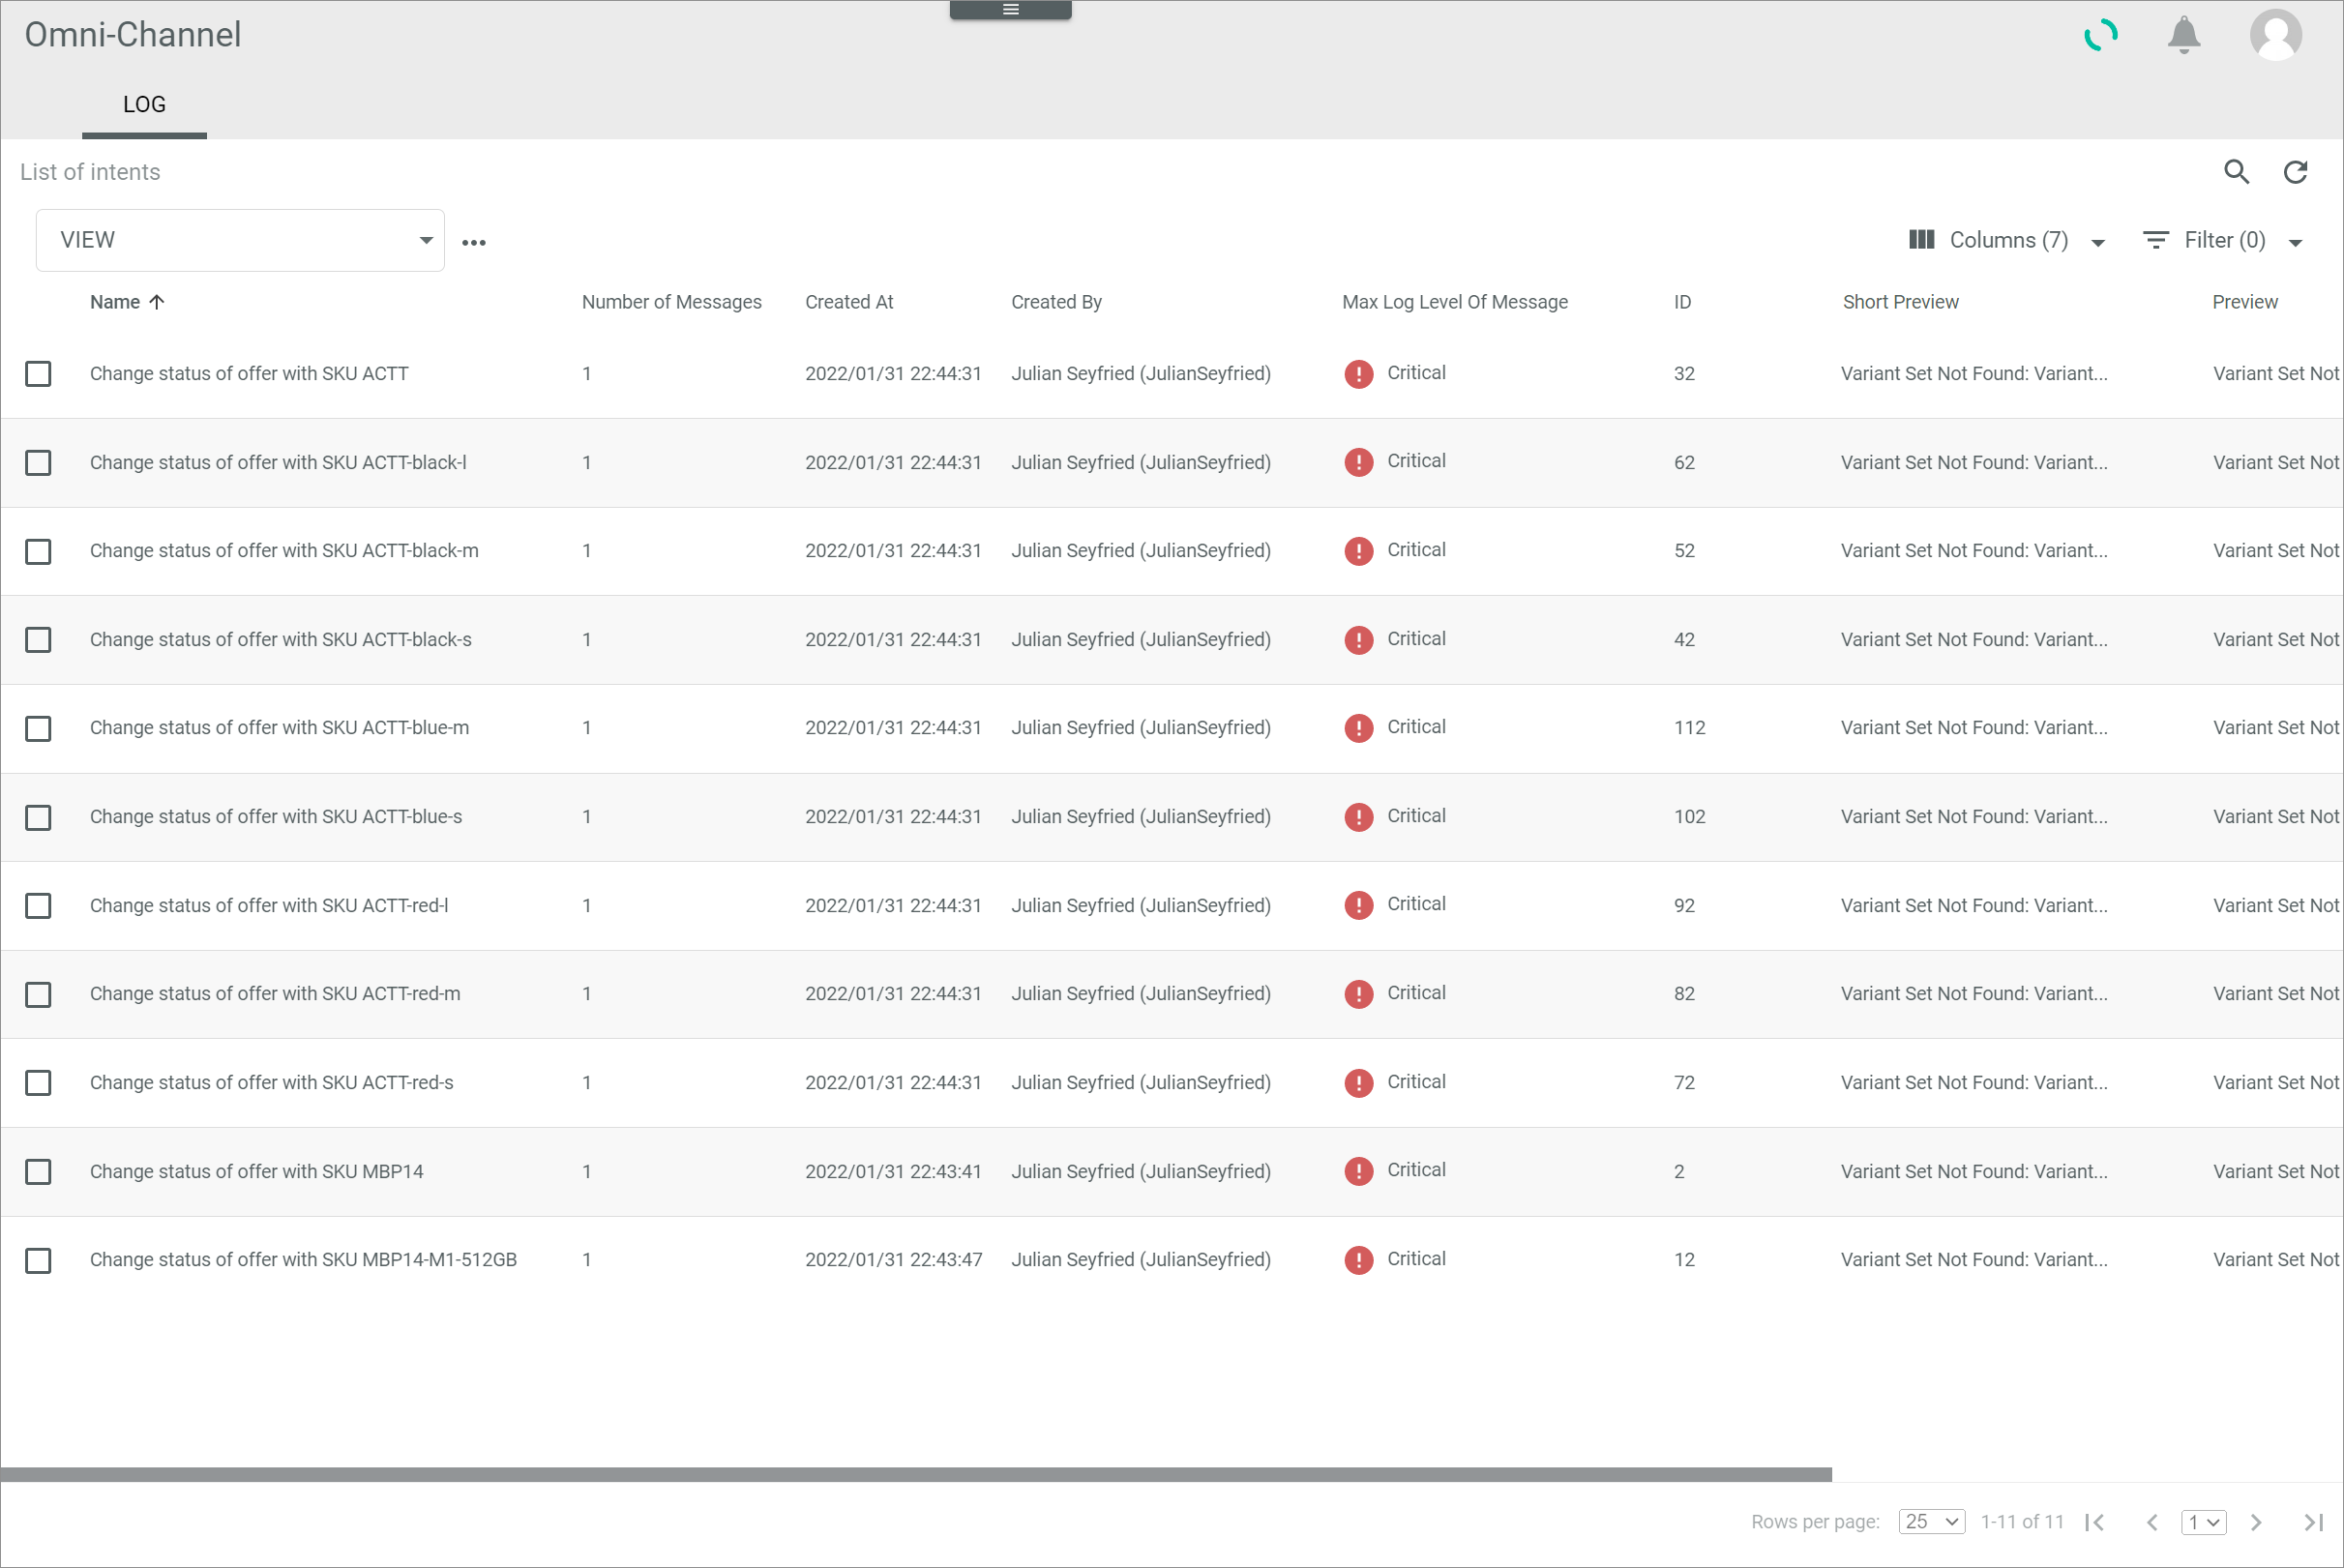 Omni-Channel
LOG
List of intents
VIEW Columns (7) Filter (0)
Name Number of Messages Created At Created By Max Log Level Of Message ID Short Preview Preview
Change status of offer with SKU ACTT 1 2022/01/31 22:44:31 Julian Seyfried (JulianSeyfried) Critical 32 Variant Set Not Found: Variant... Variant Set Not
Change status of offer with SKU ACTT-black-l 1 2022/01/31 22:44:31 Julian Seyfried (JulianSeyfried) Critical 62 Variant Set Not Found: Variant... Variant Set Not
Change status of offer with SKU ACTT-black-m 1 2022/01/31 22:44:31 Julian Seyfried (JulianSeyfried) Critical 52 Variant Set Not Found: Variant... Variant Set Not
Change status of offer with SKU ACTT-black-s 1 2022/01/31 22:44:31 Julian Seyfried (JulianSeyfried) Critical 42 Variant Set Not Found: Variant... Variant Set Not
Change status of offer with SKU ACTT-blue-m 1 2022/01/31 22:44:31 Julian Seyfried (JulianSeyfried) Critical 112 Variant Set Not Found: Variant... Variant Set Not
Change status of offer with SKU ACTT-blue-s 1 2022/01/31 22:44:31 Julian Seyfried (JulianSeyfried) Critical 102 Variant Set Not Found: Variant... Variant Set Not
Change status of offer with SKU ACTT-red-l 1 2022/01/31 22:44:31 Julian Seyfried (JulianSeyfried) Critical 92 Variant Set Not Found: Variant... Variant Set Not
Change status of offer with SKU ACTT-red-m 1 2022/01/31 22:44:31 Julian Seyfried (JulianSeyfried) Critical 82 Variant Set Not Found: Variant... Variant Set Not
Change status of offer with SKU ACTT-red-s 1 2022/01/31 22:44:31 Julian Seyfried (JulianSeyfried) Critical 72 Variant Set Not Found: Variant... Variant Set Not
Change status of offer with SKU MBP14 1 2022/01/31 22:43:41 Julian Seyfried (JulianSeyfried) Critical 2 Variant Set Not Found: Variant... Variant Set Not
Change status of offer with SKU MBP14-M1-512GB 1 2022/01/31 22:43:47 Julian Seyfried (JulianSeyfried) Critical 12 Variant Set Not Found: Variant... Variant Set Not
Rows per page: 25 1-11 of 11 1